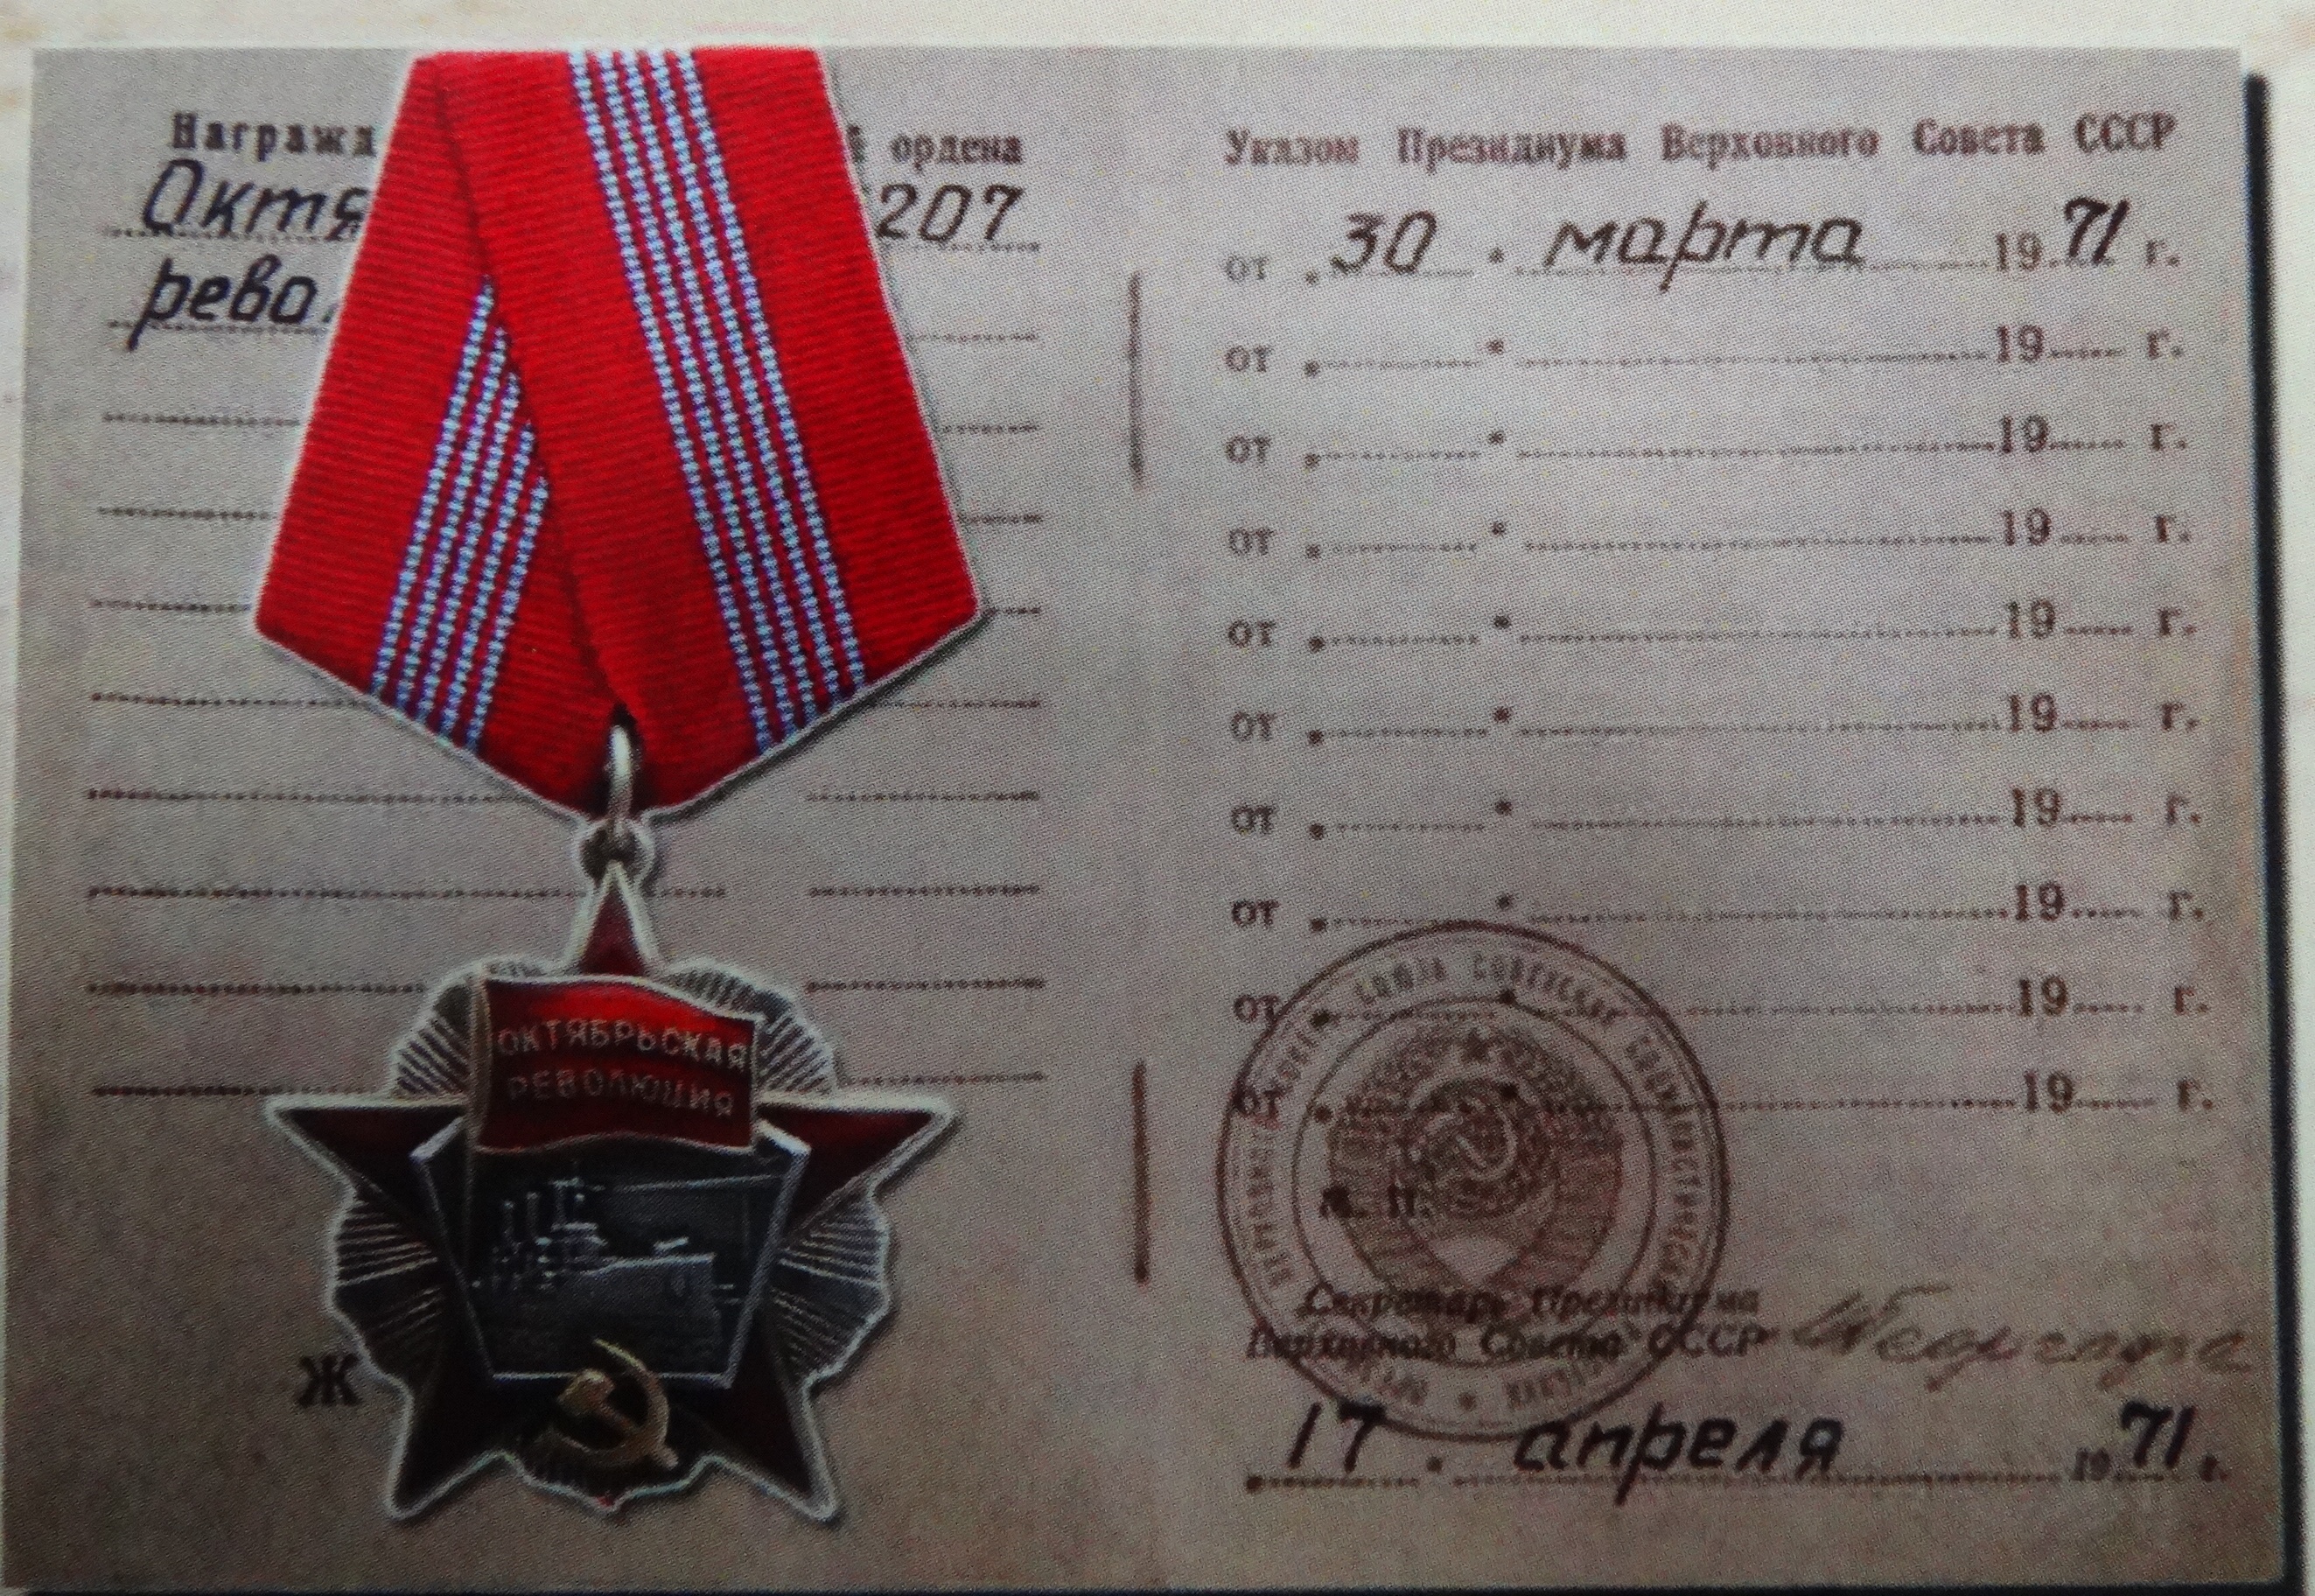 Награжд
ордена
Октя
207
рево
Указом Президиума Верховного Совета СССР
от „ 30 " марта 1971 г.
от „ " 19 г.
от „ " 19 г.
от „ " 19 г.
от „ " 19 г.
от „ " 19 г.
от „ " 19 г.
от „ " 19 г.
от „ " 19 г.
от „ " 19 г.
М. П.
Секретарь Президиума
Верховного Совета СССР
„ 17 " апреля 1971 г.
ОКТЯБРЬСКАЯ
РЕВОЛЮЦИЯ
Ж